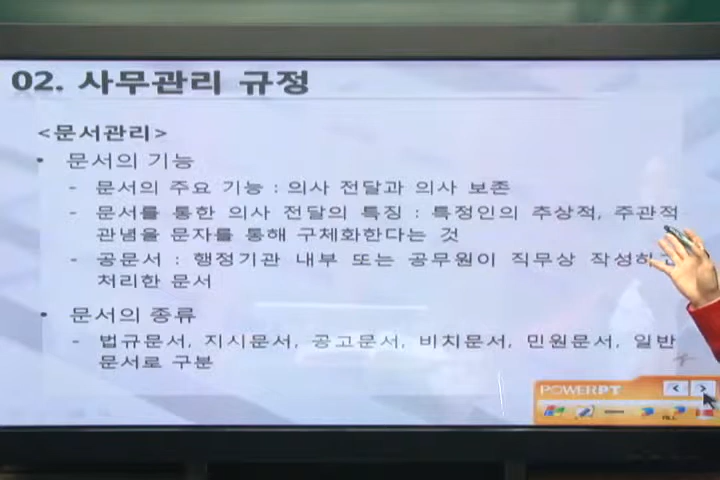 02. 사무관리 규정
<문서관리>
• 문서의 기능
- 문서의 주요 기능 : 의사 전달과 의사 보존
- 문서를 통한 의사 전달의 특징 : 특정인의 추상적, 주관적
관념을 문자를 통해 구체화한다는 것
- 공문서 : 행정기관 내부 또는 공무원이 직무상
처리한 문서
• 문서의 종류
- 법규문서, 지시문서, 공고문서, 비치문서, 민원문서, 일반
문서로 구분
POWERPT